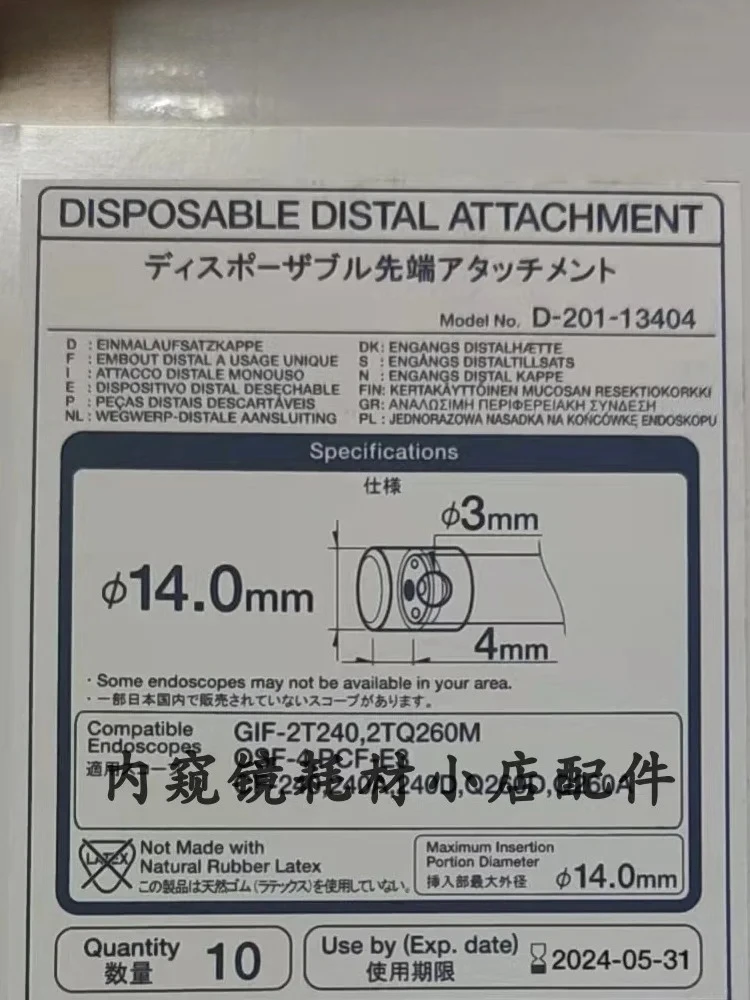 DISPOSABLE DISTAL ATTACHMENT
ディスポーザブル先端アタッチメント
Model No. D-201-13404
D : EINMALAUFSATZKAPPE
F : EMBOUT DISTAL A USAGE UNIQUE
I : ATTACCO DISTALE MONOUSO
E : DISPOSITIVO DISTAL DESECHABLE
P : PEÇAS DISTAIS DESCARTÁVEIS
NL : WEGWERP-DISTALE AANSLUITING
DK: ENGANGS DISTALHÆTTE
S : ENGÅNGS DISTALTILLSATS
N : ENGANGS DISTAL KAPPE
FIN: KERTAKÄYTTÖINEN MUCOSAN RESEKTIOKORKKI
GR: ΑΝΑΛΩΣΙΜΗ ΠΕΡΙΦΕΡΕΙΑΚΗ ΣΥΝΔΕΣΗ
PL : JEDNORAZOWA NASADKA NA KOŃCÓWKĘ ENDOSKOPU
Specifications
仕様
φ3mm
φ14.0mm
4mm
・Some endoscopes may not be available in your area.
・一部日本国内で販売されていないスコープがあります。
Compatible
Endoscopes
適用スコープ
GIF-2T240,2TQ260M
内窥镜耗材小店配件
LATEX
Not Made with
Natural Rubber Latex
この製品は天然ゴム(ラテックス)を使用していない。
Maximum Insertion
Portion Diameter
挿入部最大外径
φ14.0mm
Quantity
数量
10
Use by (Exp. date)
使用期限
2024-05-31